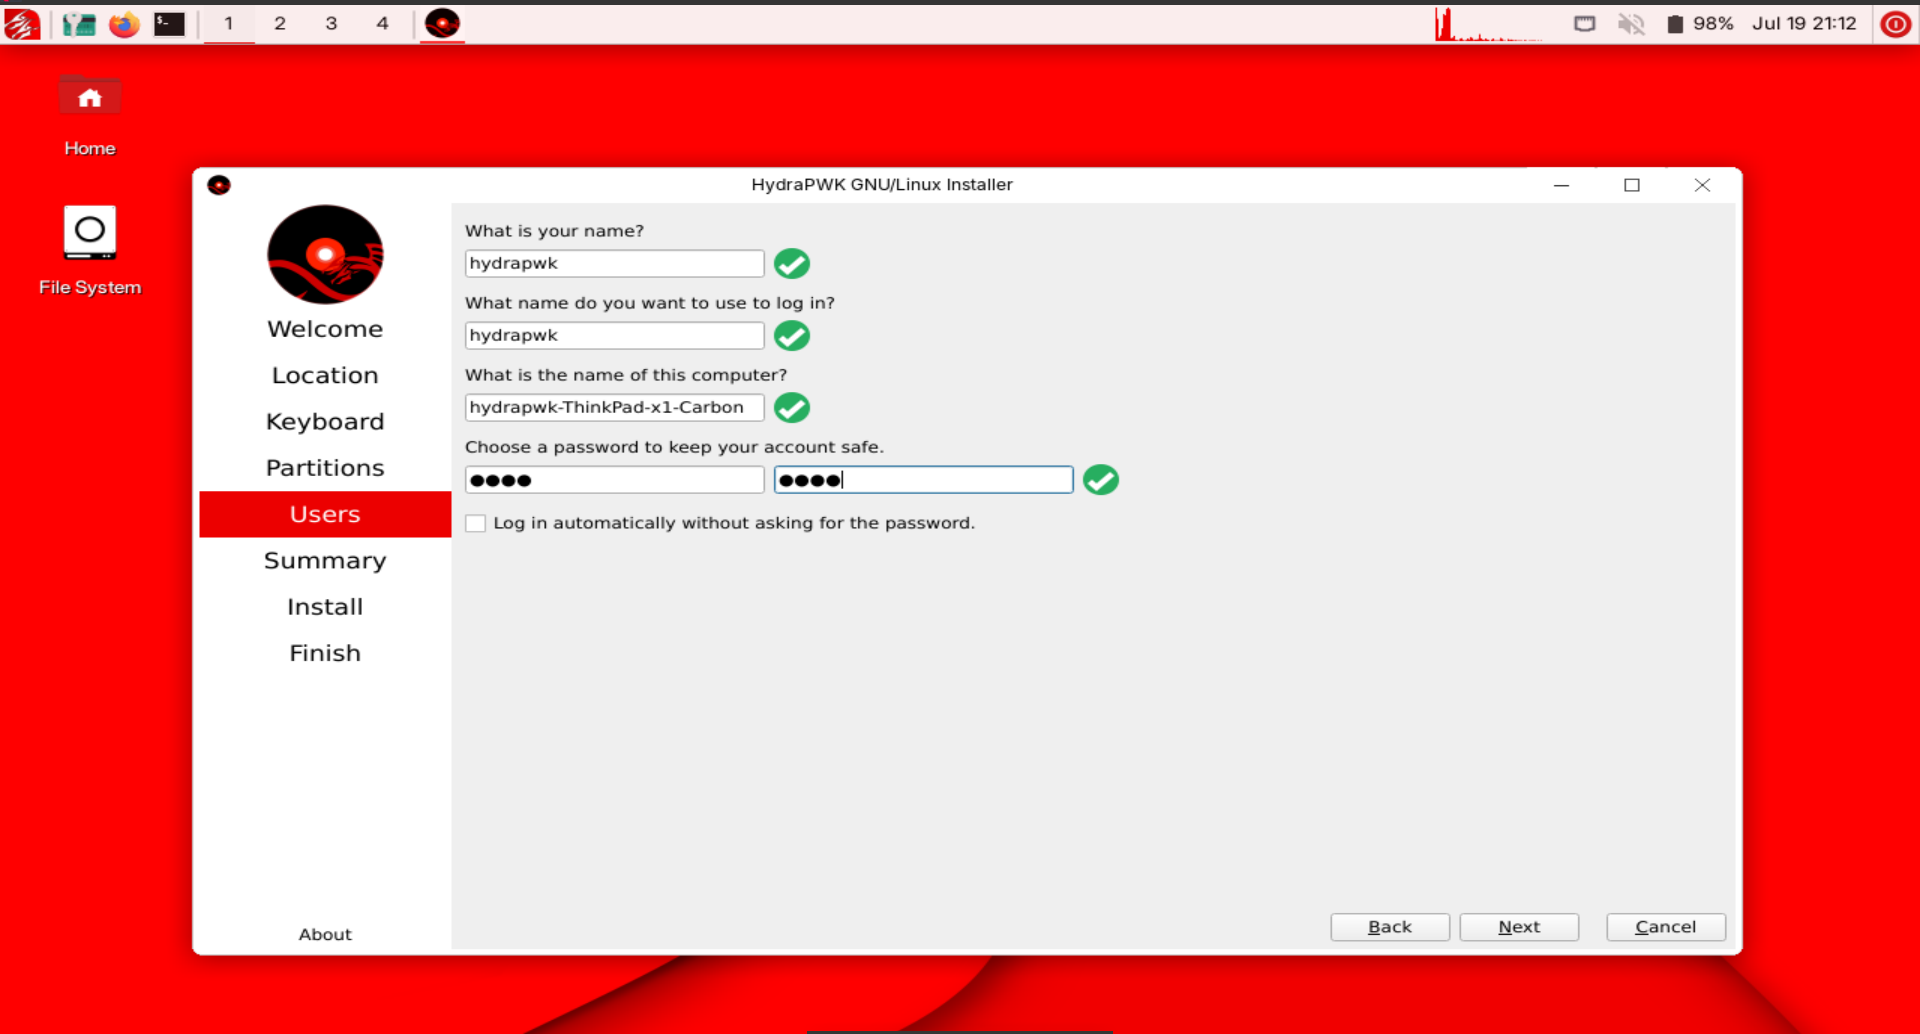 1 2 3 4 98% Jul 19 21:12
Home
File System
HydraPWK GNU/Linux Installer
Welcome
Location
Keyboard
Partitions
Users
Summary
Install
Finish
About
What is your name?
hydrapwk
What name do you want to use to log in?
hydrapwk
What is the name of this computer?
hydrapwk-ThinkPad-x1-Carbon
Choose a password to keep your account safe.
●●●● ●●●●
Log in automatically without asking for the password.
Back Next Cancel